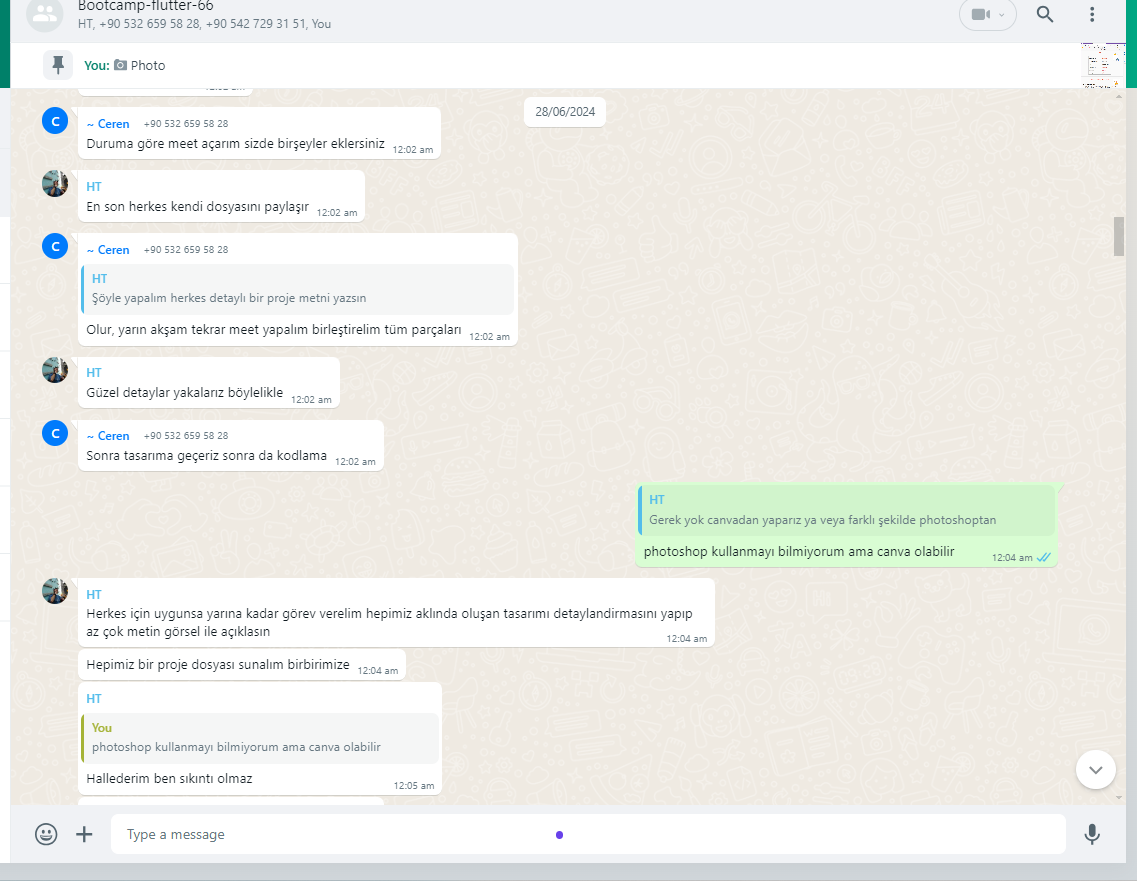 Bootcamp-flutter-66
HT, +90 532 659 58 28, +90 542 729 31 51, You
You: Photo
28/06/2024
~ Ceren +90 532 659 58 28
C
Duruma göre meet açarım sizde birşeyler eklersiniz 12:02 am
HT
En son herkes kendi dosyasını paylaşır 12:02 am
~ Ceren +90 532 659 58 28
C
HT
Şöyle yapalım herkes detaylı bir proje metni yazsın
Olur, yarın akşam tekrar meet yapalım birleştirelim tüm parçaları 12:02 am
HT
Güzel detaylar yakalarız böylelikle 12:02 am
~ Ceren +90 532 659 58 28
C
Sonra tasarıma geçeriz sonra da kodlama 12:02 am
HT
Gerek yok canvadan yaparız ya veya farklı şekilde photoshoptan
photoshop kullanmayı bilmiyorum ama canva olabilir 12:04 am
HT
Herkes için uygunsa yarına kadar görev verelim hepimiz aklında oluşan tasarımı detaylandirmasını yapıp
az çok metin görsel ile açıklasın 12:04 am
Hepimiz bir proje dosyası sunalım birbirimize 12:04 am
HT
You
photoshop kullanmayı bilmiyorum ama canva olabilir
Hallederim ben sıkıntı olmaz 12:05 am
Type a message